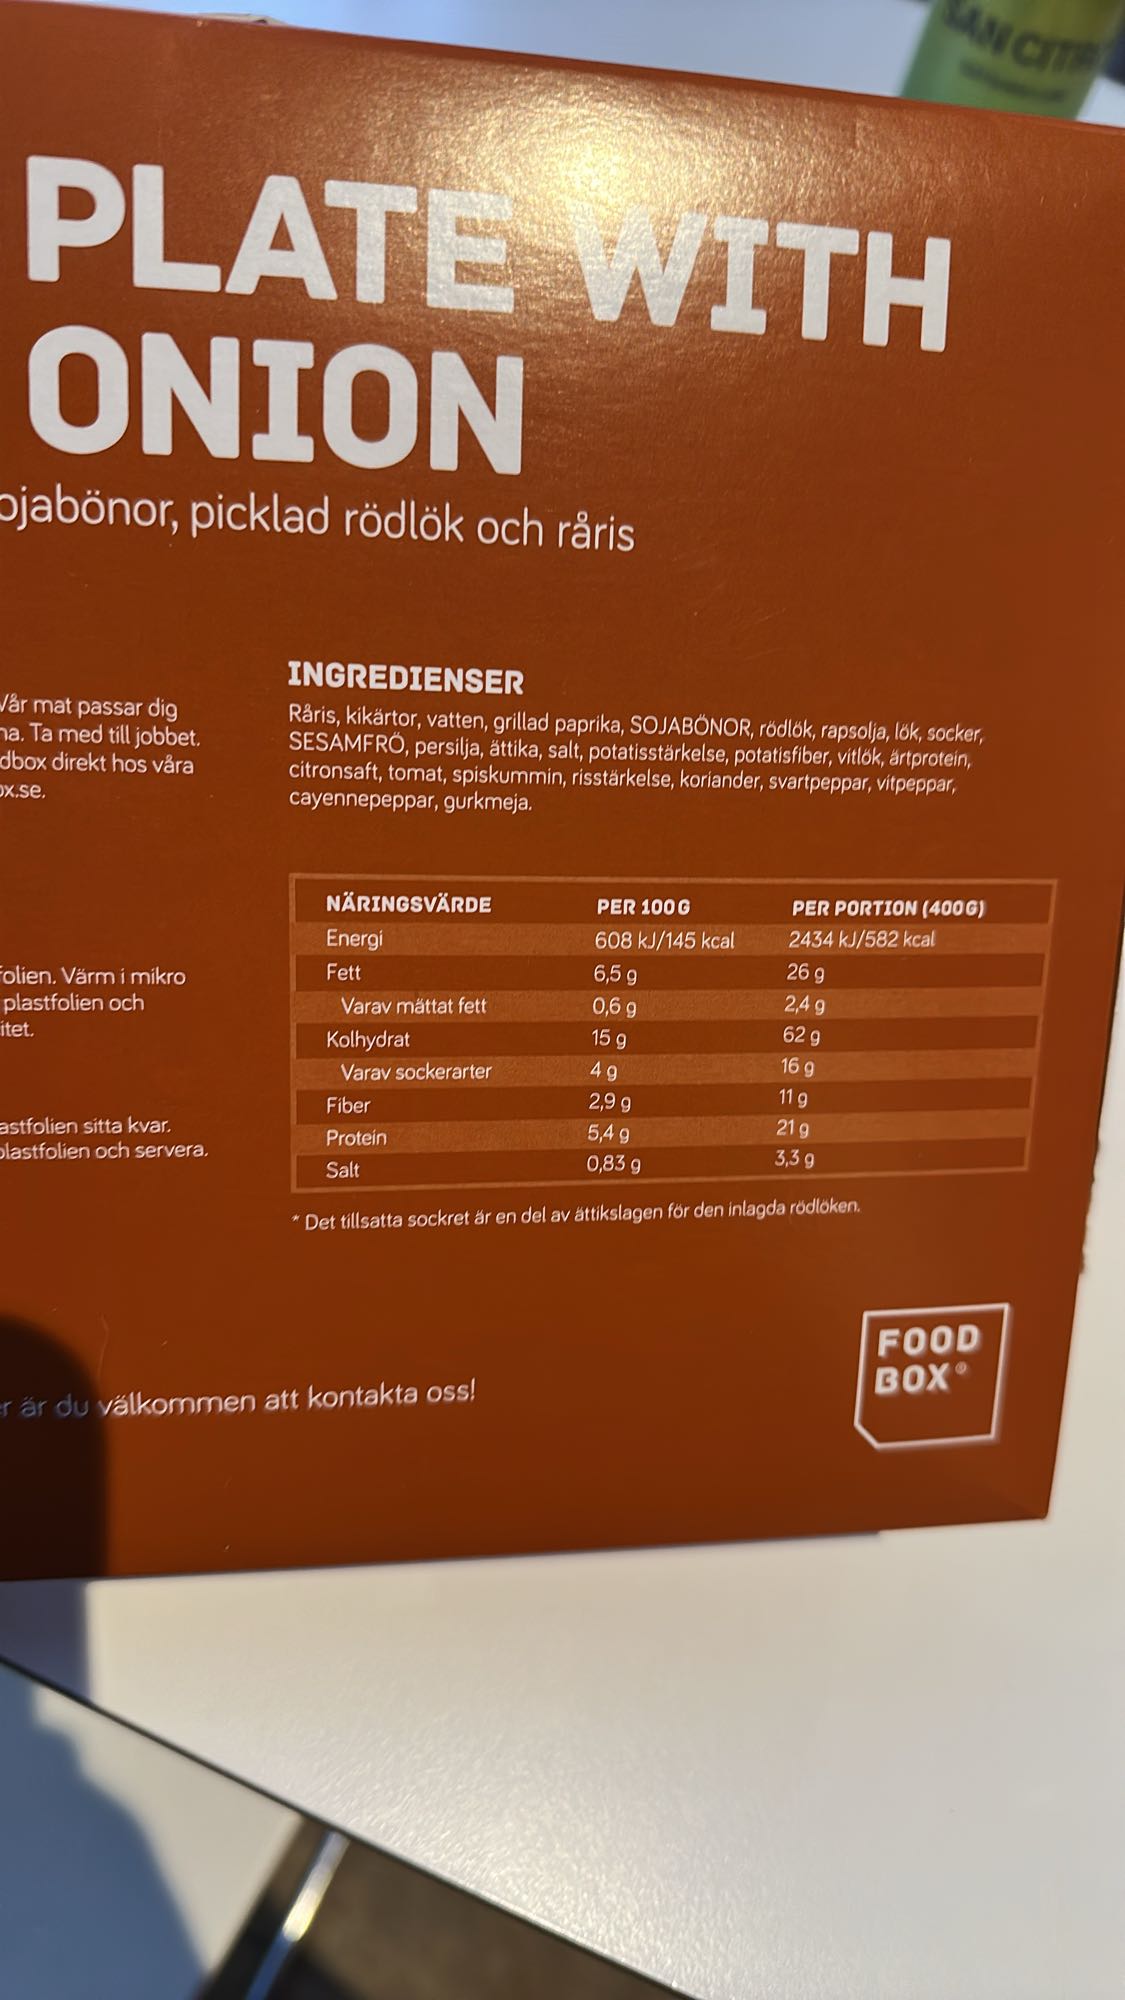 PLATE WITH
ONION
ojabönor, picklad rödlök och råris
Vår mat passar dig
na. Ta med till jobbet.
dbox direkt hos våra
ox.se.
folien. Värm i mikro
plastfolien och
itet.
astfolien sitta kvar.
plastfolien och servera.
INGREDIENSER
Råris, kikärtor, vatten, grillad paprika, SOJABÖNOR, rödlök, rapsolja, lök, socker,
SESAMFRÖ, persilja, ättika, salt, potatisstärkelse, potatisfiber, vitlök, ärtprotein,
citronsaft, tomat, spiskummin, risstärkelse, koriander, svartpeppar, vitpeppar,
cayennepeppar, gurkmeja.
NÄRINGSVÄRDE PER 100 G PER PORTION (400G)
Energi 608 kJ/145 kcal 2434 kJ/582 kcal
Fett 6,5 g 26 g
Varav mättat fett 0,6 g 2,4 g
Kolhydrat 15 g 62 g
Varav sockerarter 4 g 16 g
Fiber 2,9 g 11 g
Protein 5,4 g 21 g
Salt 0,83 g 3,3 g
* Det tillsatta sockret är en del av ättikslagen för den inlagda rödlöken.
er är du välkommen att kontakta oss!
FOOD
BOX®